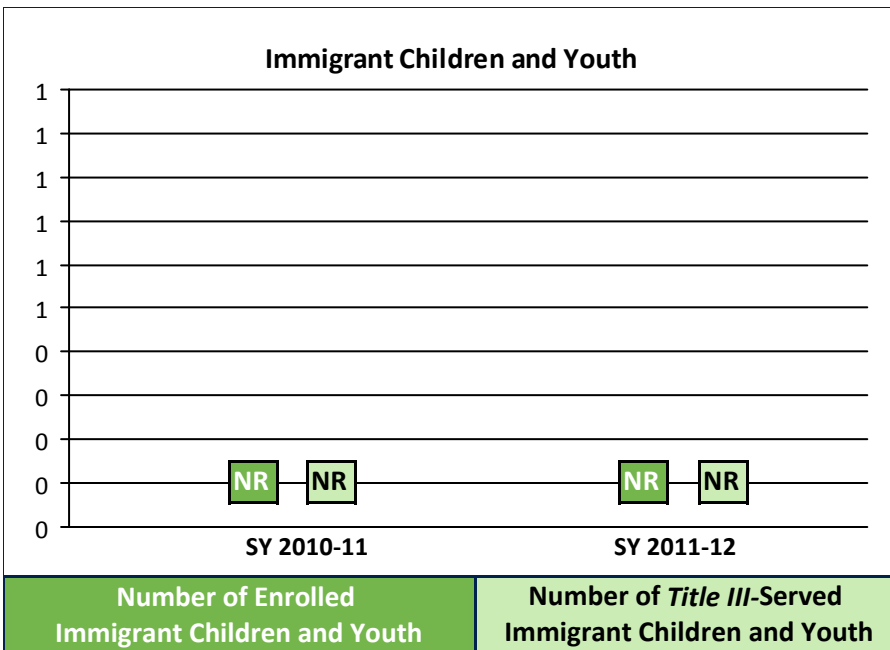 Immigrant Children and Youth
1
1
1
1
1
1
0
0
0
0
0
NR NR NR NR
SY 2010-11 SY 2011-12
Number of Enrolled
Immigrant Children and Youth
Number of Title III-Served
Immigrant Children and Youth